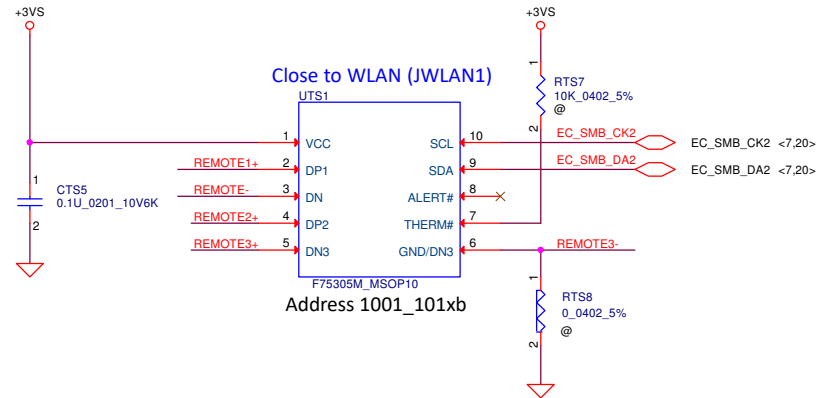 +3VS
+3VS
Close to WLAN (JWLAN1)
UTS1
1
RTS7
10K_0402_5%
@
2
1 VCC
SCL 10
EC_SMB_CK2
EC_SMB_CK2 <7,20>
REMOTE1+
2 DP1
SDA 9
EC_SMB_DA2
EC_SMB_DA2 <7,20>
1
CTS5
0.1U_0201_10V6K
2
REMOTE-
3 DN
ALERT# 8
REMOTE2+
4 DP2
THERM# 7
REMOTE3+
5 DN3
GND/DN3 6
REMOTE3-
F75305M_MSOP10
Address 1001_101xb
1
RTS8
0_0402_5%
@
2